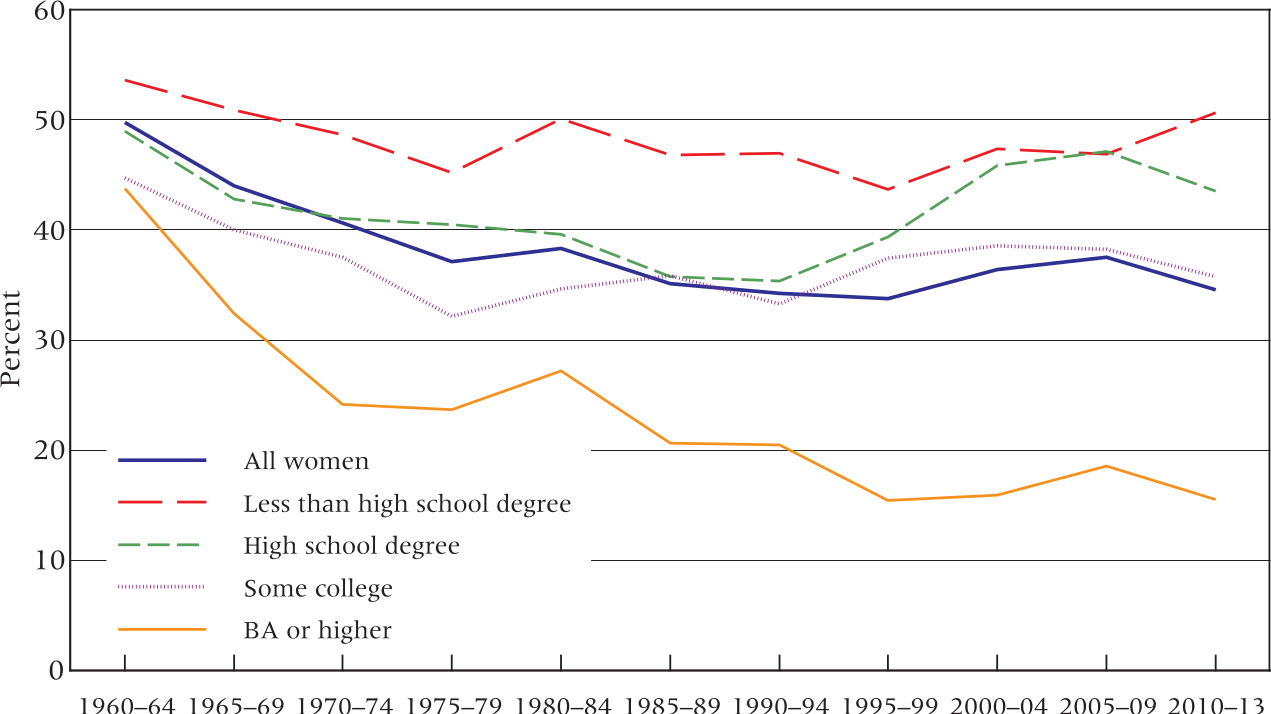 60
50
40
30
20
10
0
Percent
All women
Less than high school degree
High school degree
Some college
BA or higher
1960–64 1965–69 1970–74 1975–79 1980–84 1985–89 1990–94 1995–99 2000–04 2005–09 2010–13